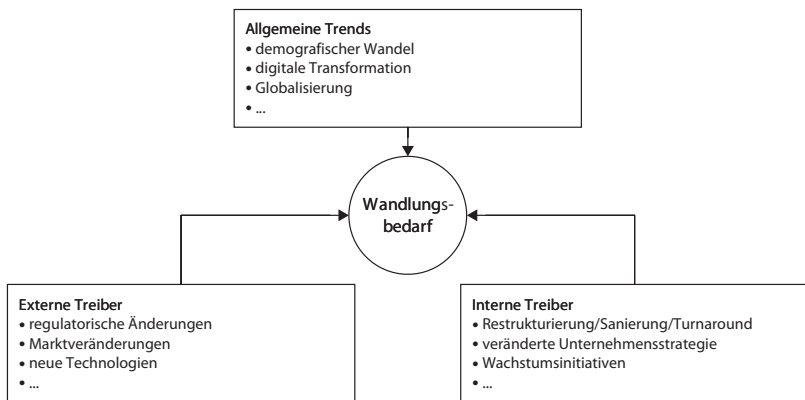 Allgemeine Trends
• demografischer Wandel
• digitale Transformation
• Globalisierung
• ...
Wandlungs-
bedarf
Externe Treiber
• regulatorische Änderungen
• Marktveränderungen
• neue Technologien
• ...
Interne Treiber
• Restrukturierung/Sanierung/Turnaround
• veränderte Unternehmensstrategie
• Wachstumsinitiativen
• ...